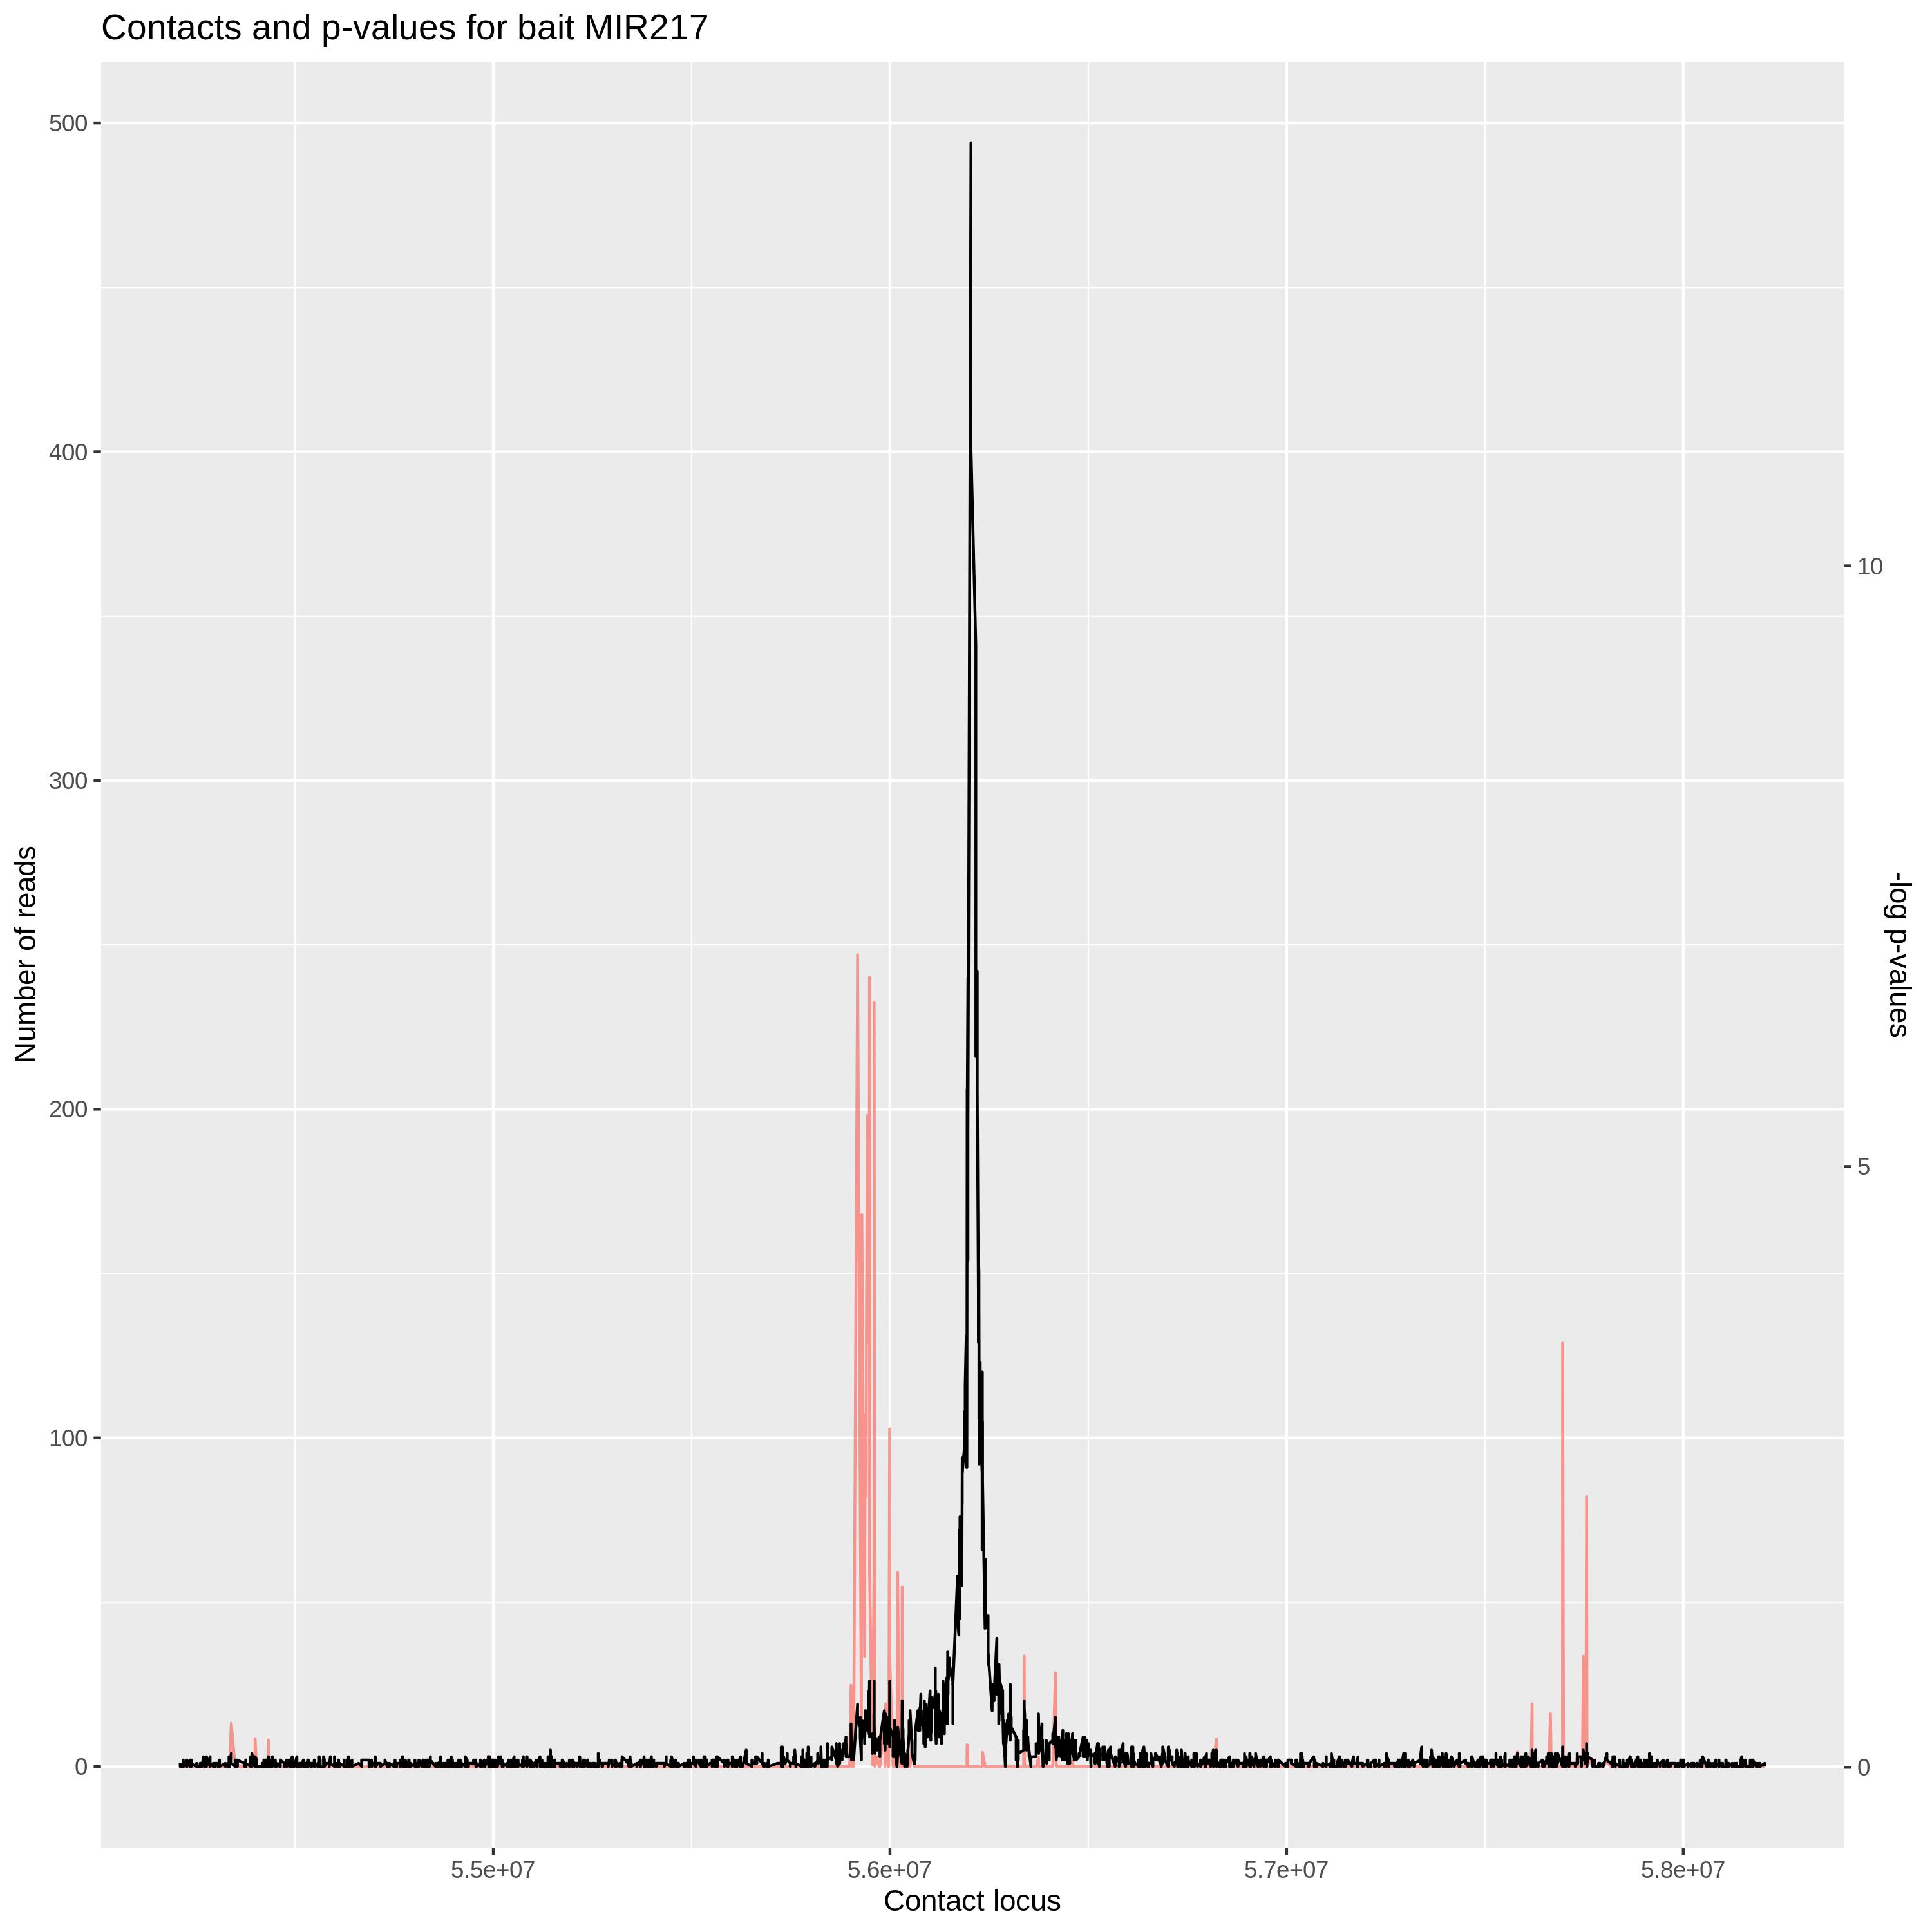 Contacts and p-values for bait MIR217
500
400
300
200
100
0
Number of reads
10
5
0
-log p-values
5.5e+07
5.6e+07
5.7e+07
5.8e+07
Contact locus